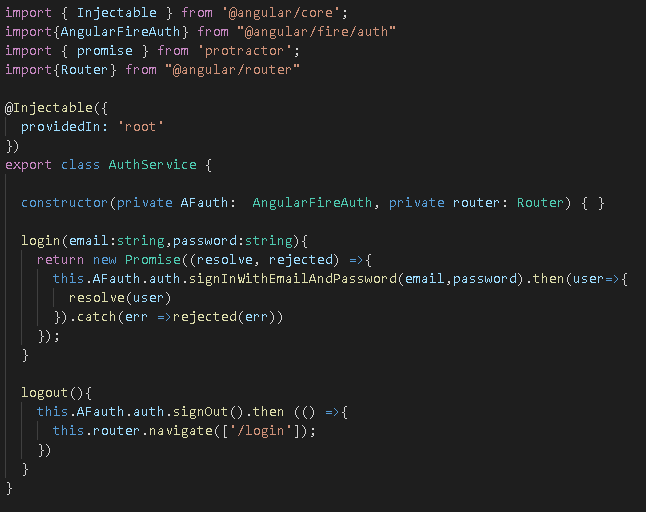 import { Injectable } from '@angular/core';
import{AngularFireAuth} from "@angular/fire/auth"
import { promise } from 'protractor';
import{Router} from "@angular/router"
@Injectable({
  providedIn: 'root'
})
export class AuthService {
  constructor(private AFauth:  AngularFireAuth, private router: Router) { }
  login(email:string,password:string){
    return new Promise((resolve, rejected) =>{
      this.AFauth.auth.signInWithEmailAndPassword(email,password).then(user=>{
        resolve(user)
      }).catch(err =>rejected(err))
    });
  }
  logout(){
    this.AFauth.auth.signOut().then (() =>{
      this.router.navigate(['/login']);
    })
  }
}